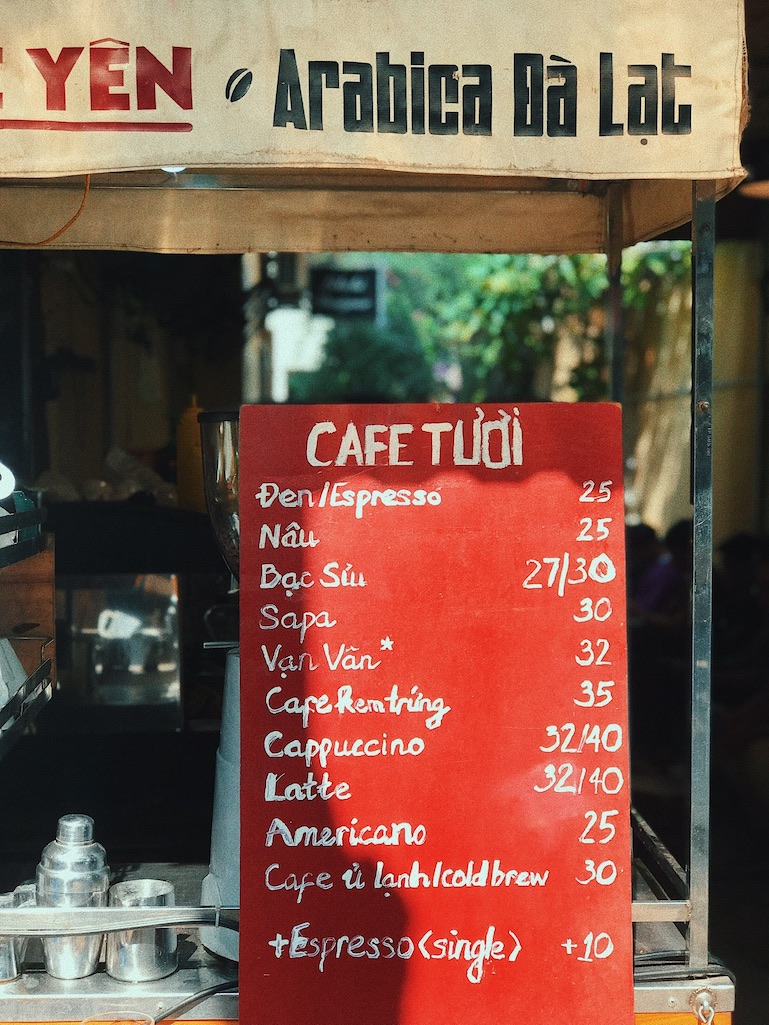 YÊN Arabica Đà Lạt
CAFE TƯƠI
Đen/Espresso 25
Nâu 25
Bạc Sỉu 27/30
Sapa 30
Vạn Vân* 32
Cafe Kem trứng 35
Cappuccino 32/40
Latte 32/40
Americano 25
Cafe ủ lạnh/cold brew 30
+Espresso <single> +10